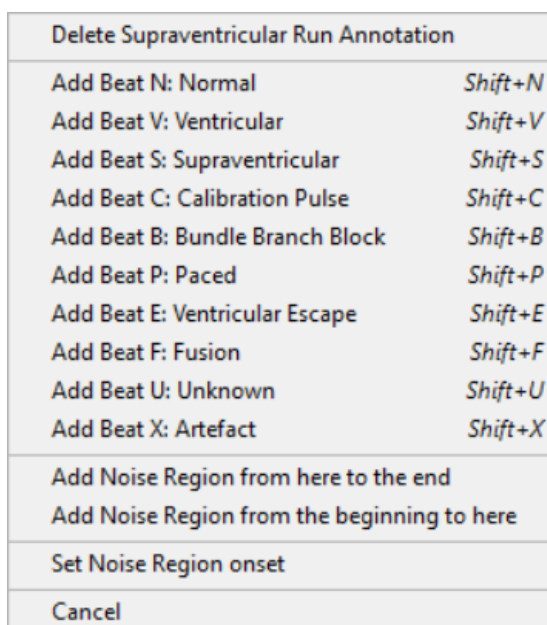 Delete Supraventricular Run Annotation
Add Beat N: Normal Shift+N
Add Beat V: Ventricular Shift+V
Add Beat S: Supraventricular Shift+S
Add Beat C: Calibration Pulse Shift+C
Add Beat B: Bundle Branch Block Shift+B
Add Beat P: Paced Shift+P
Add Beat E: Ventricular Escape Shift+E
Add Beat F: Fusion Shift+F
Add Beat U: Unknown Shift+U
Add Beat X: Artefact Shift+X
Add Noise Region from here to the end
Add Noise Region from the beginning to here
Set Noise Region onset
Cancel